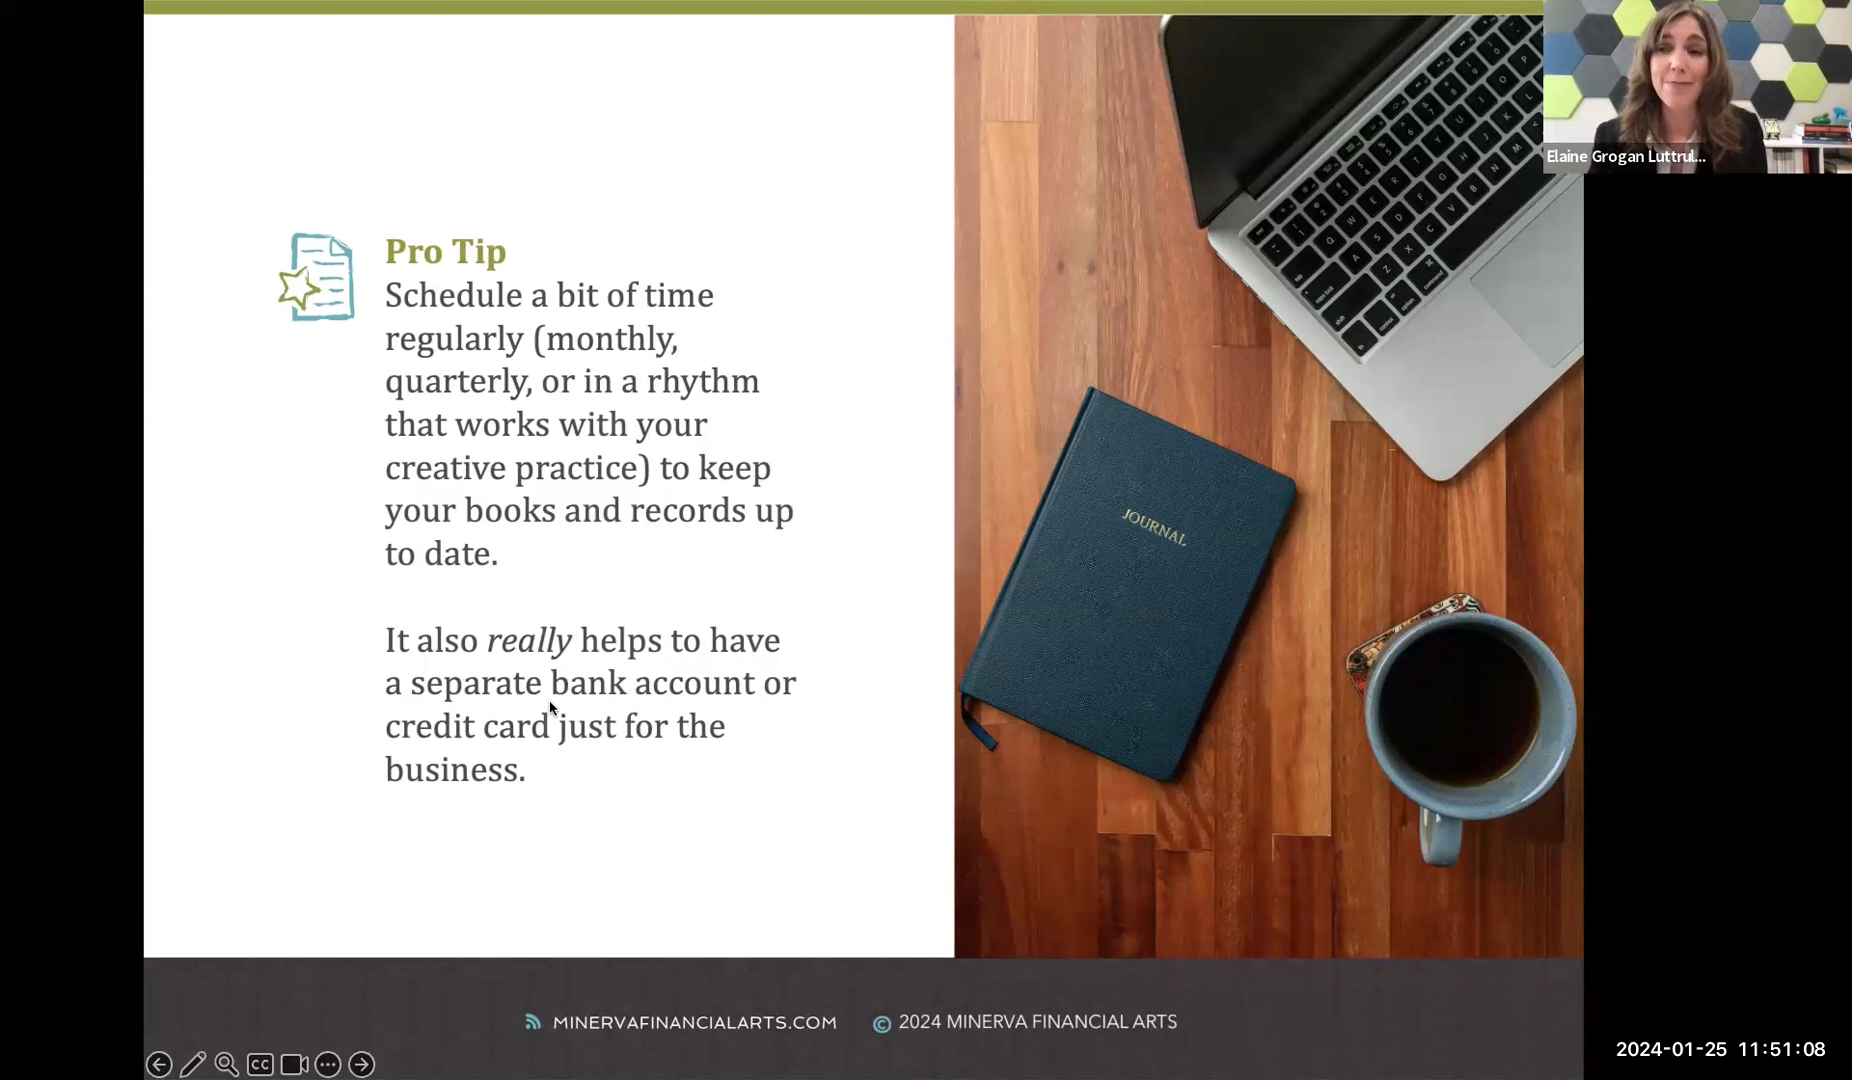 Elaine Grogan Luttrul...
Pro Tip
Schedule a bit of time
regularly (monthly,
quarterly, or in a rhythm
that works with your
creative practice) to keep
your books and records up
to date.
It also really helps to have
a separate bank account or
credit card just for the
business.
JOURNAL
MINERVAFINANCIALARTS.COM
© 2024 MINERVA FINANCIAL ARTS
CC
2024-01-25 11:51:08